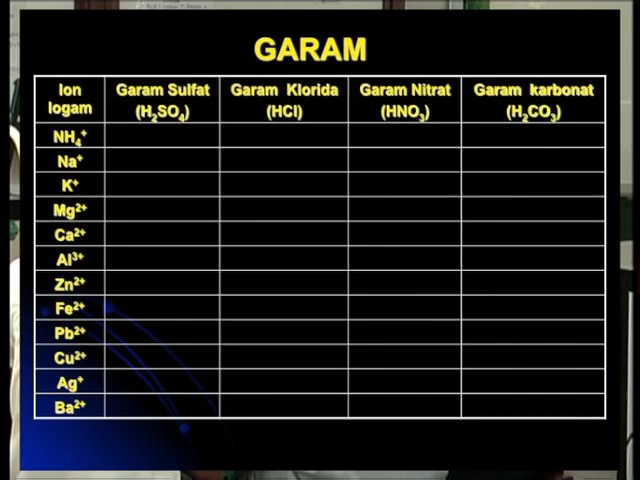 GARAM
Ion logam Garam Sulfat (H₂SO₄) Garam Klorida (HCl) Garam Nitrat (HNO₃) Garam karbonat (H₂CO₃)
NH₄⁺
Na⁺
K⁺
Mg²⁺
Ca²⁺
Al³⁺
Zn²⁺
Fe²⁺
Pb²⁺
Cu²⁺
Ag⁺
Ba²⁺